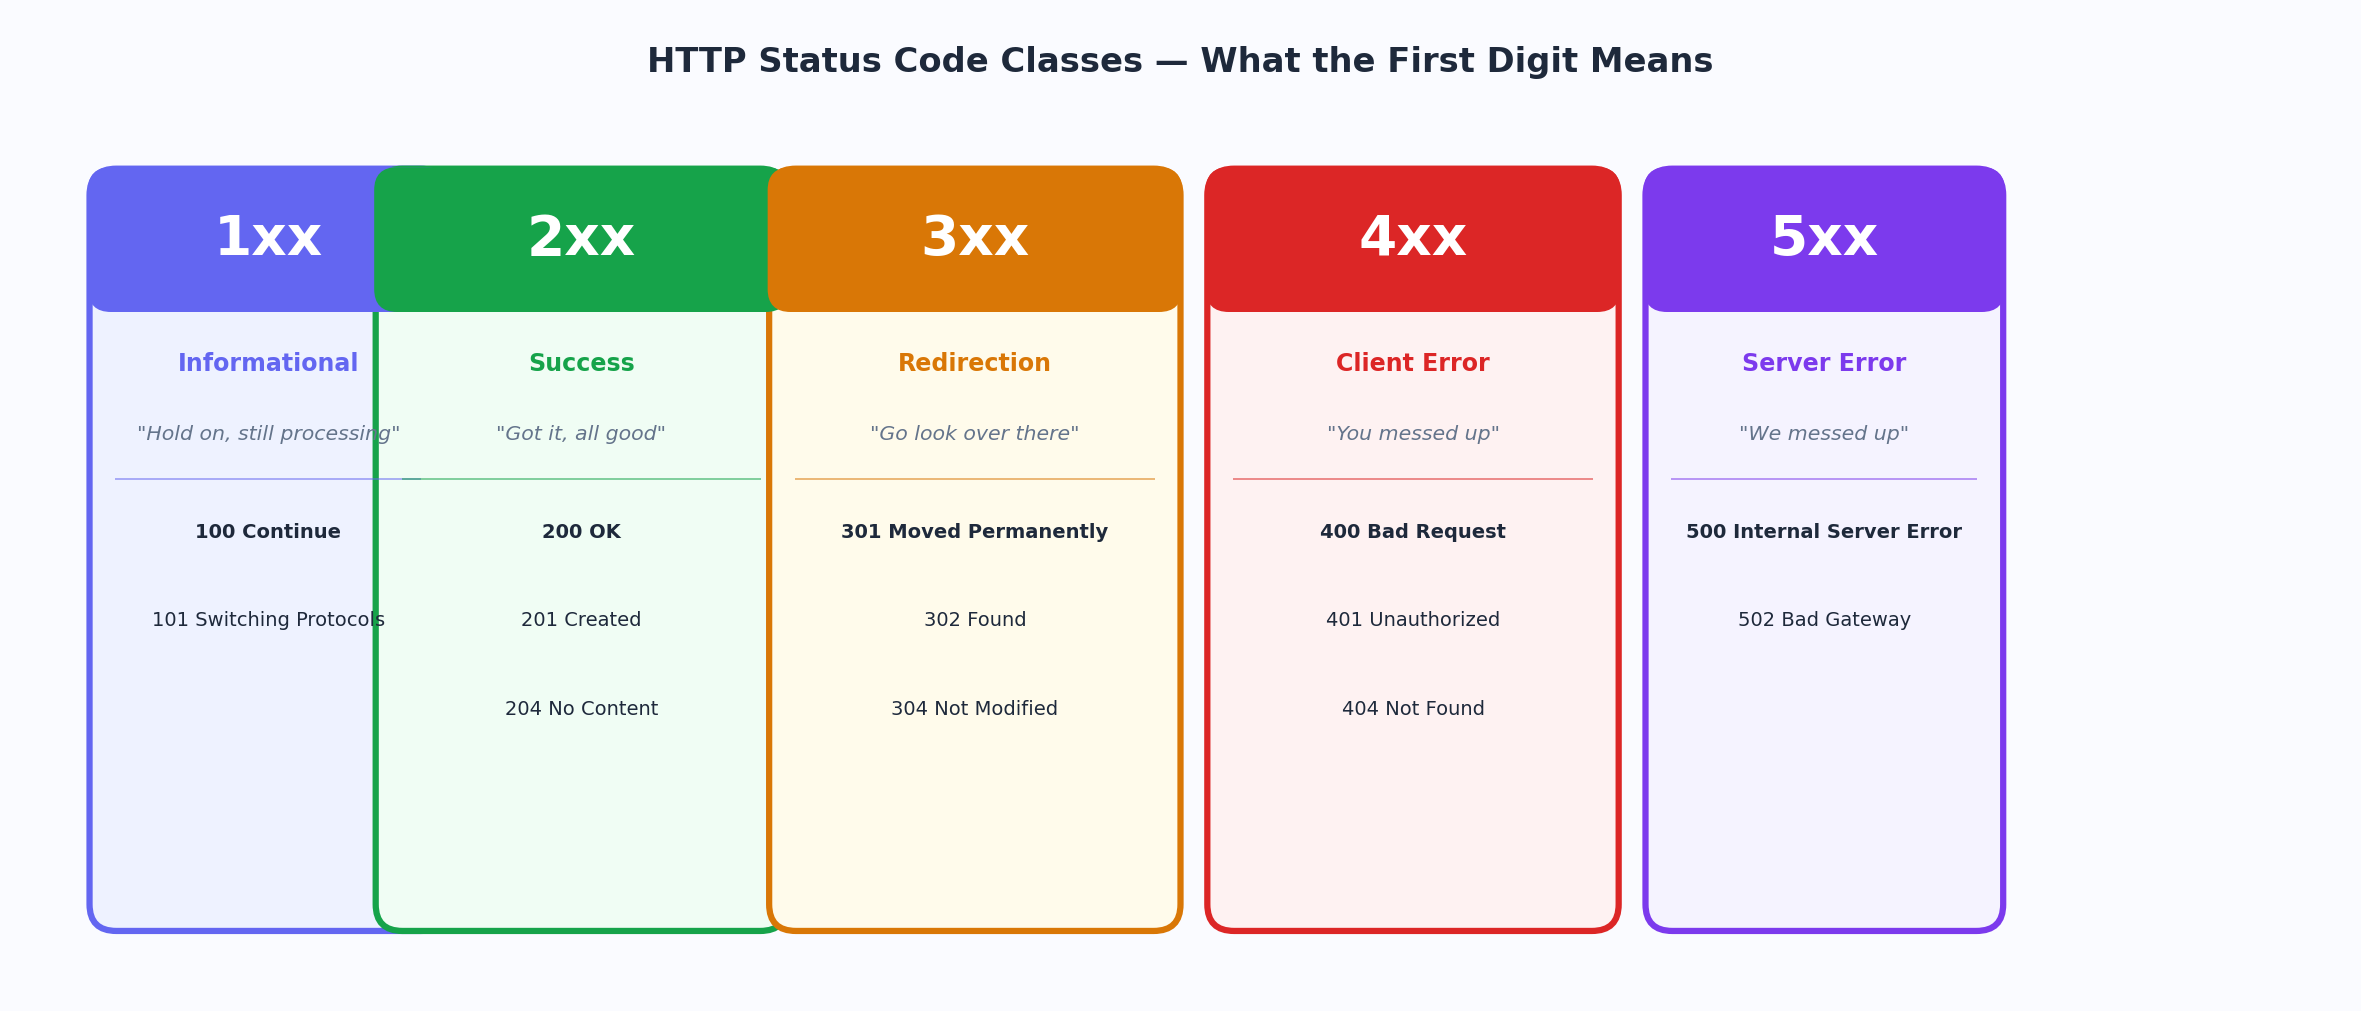 HTTP Status Code Classes — What the First Digit Means
1xx
Informational
"Hold on, still processing"
100 Continue
101 Switching Protocols
2xx
Success
"Got it, all good"
200 OK
201 Created
204 No Content
3xx
Redirection
"Go look over there"
301 Moved Permanently
302 Found
304 Not Modified
4xx
Client Error
"You messed up"
400 Bad Request
401 Unauthorized
404 Not Found
5xx
Server Error
"We messed up"
500 Internal Server Error
502 Bad Gateway